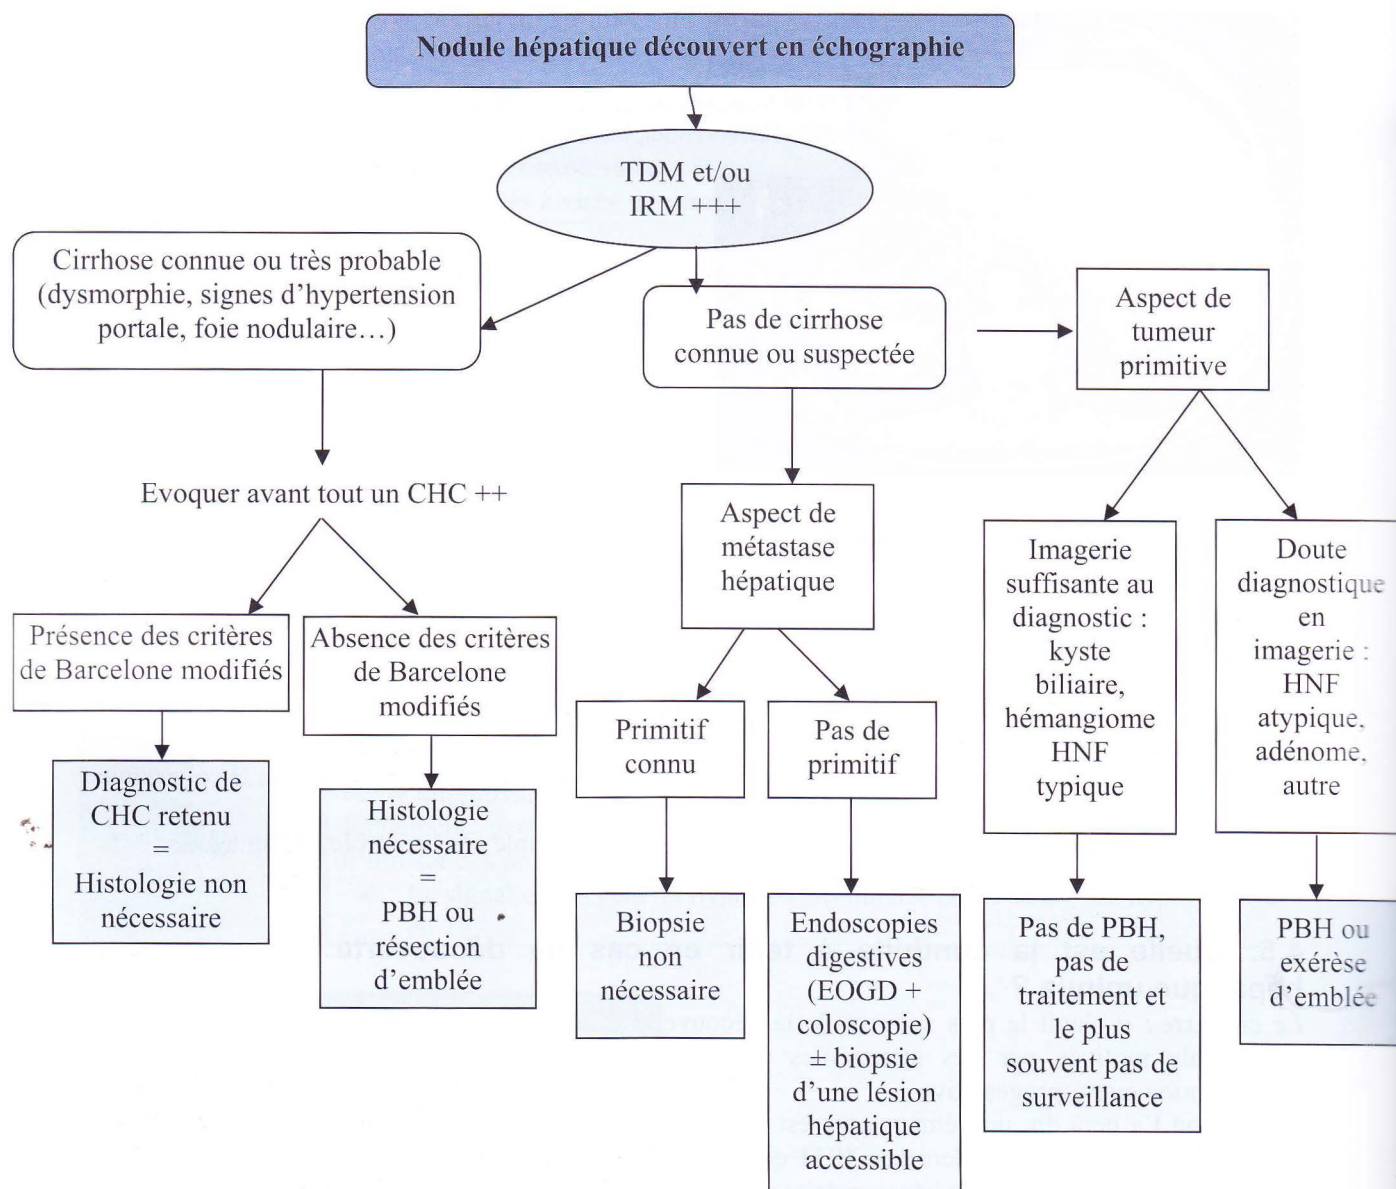 Nodule hépatique découvert en échographie
TDM et/ou
IRM +++
Cirrhose connue ou très probable
(dysmorphie, signes d’hypertension
portale, foie nodulaire…)
Pas de cirrhose
connue ou suspectée
Aspect de
tumeur
primitive
Evoquer avant tout un CHC ++
Aspect de
métastase
hépatique
Imagerie
suffisante au
diagnostic :
kyste
biliaire,
hémangiome
HNF
typique
Doute
diagnostique
en
imagerie :
HNF
atypique,
adénome,
autre
Présence des critères
de Barcelone modifiés
Absence des critères
de Barcelone
modifiés
Primitif
connu
Pas de
primitif
Diagnostic de
CHC retenu
=
Histologie non
nécessaire
Histologie
nécessaire
=
PBH ou
résection
d’emblée
Biopsie
non
nécessaire
Endoscopies
digestives
(EOGD +
coloscopie)
± biopsie
d’une lésion
hépatique
accessible
Pas de PBH,
pas de
traitement et
le plus
souvent pas de
surveillance
PBH ou
exérèse
d’emblée